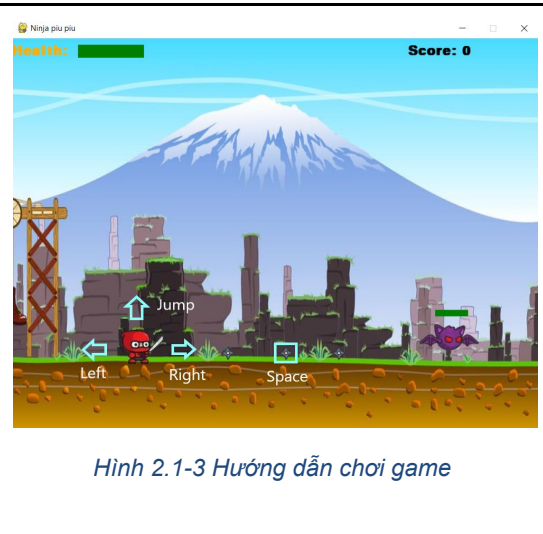 Ninja piu piu
Health:
Score: 0
Jump
Left
Right
Space
Hình 2.1-3 Hướng dẫn chơi game